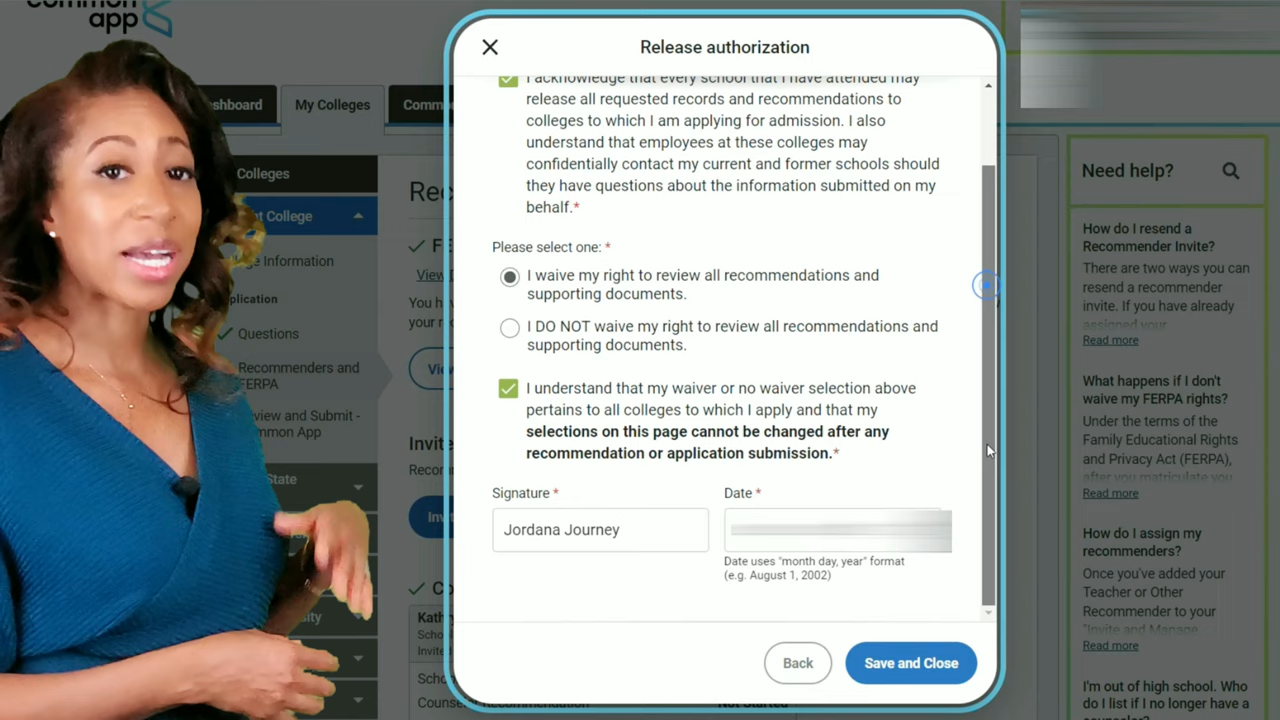 common
app
Release authorization
I acknowledge that every school that I have attended may
release all requested records and recommendations to
colleges to which I am applying for admission. I also
understand that employees at these colleges may
confidentially contact my current and former schools should
they have questions about the information submitted on my
behalf.*
Please select one: *
I waive my right to review all recommendations and
supporting documents.
I DO NOT waive my right to review all recommendations and
supporting documents.
I understand that my waiver or no waiver selection above
pertains to all colleges to which I apply and that my
selections on this page cannot be changed after any
recommendation or application submission.*
Signature *
Date *
Jordana Journey
Date uses "month day, year" format
(e.g. August 1, 2002)
Back
Save and Close
My Colleges
Colleges
College
Information
Questions
Recommenders and
View
Invite
State
Not Started
Need help?
How do I resend a
Recommender Invite?
There are two ways you can
resend a recommender
invite. If you have already
assigned your
Read more
What happens if I don't
waive my FERPA rights?
Under the terms of the
Family Educational Rights
and Privacy Act (FERPA),
after you matriculate you
Read more
How do I assign my
recommenders?
Once you've added your
Teacher or Other
Recommender to your
"Invite and Manage
Read more
I'm out of high school. Who
do I list if I no longer have a
counselor?